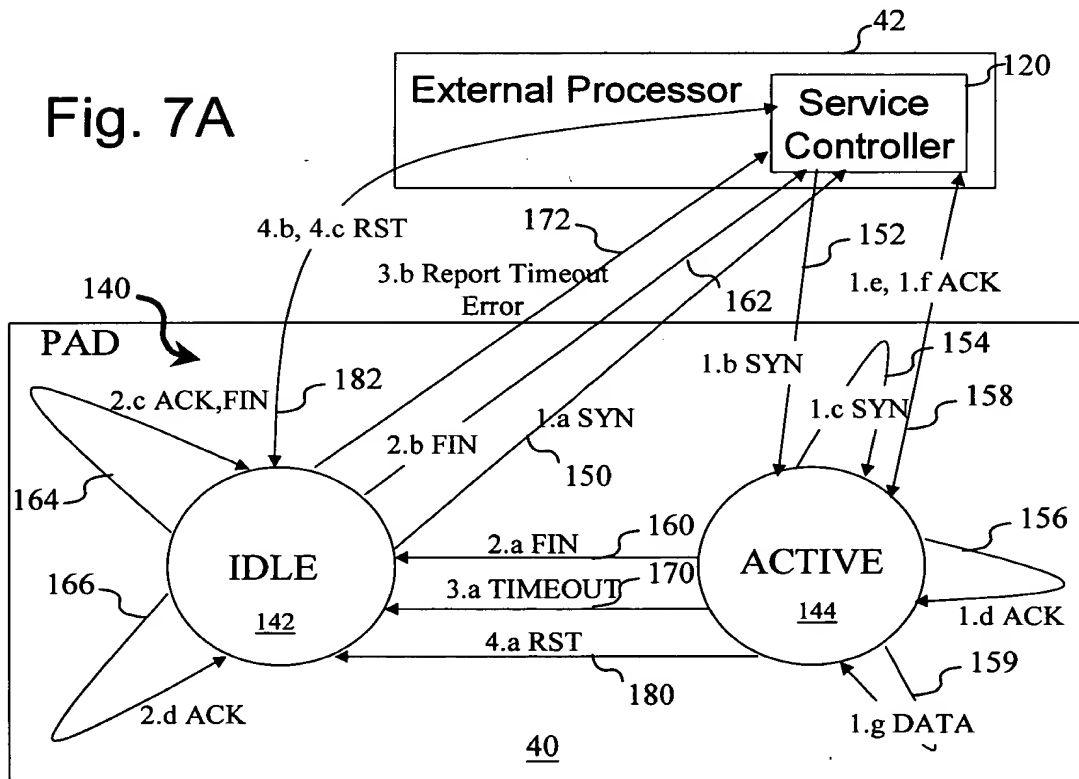 42
120
External Processor
Service
Controller
Fig. 7A
4.b, 4.c RST
172
152
3.b Report Timeout
Error
162
1.e, 1.f ACK
140
PAD
1.b SYN
154
2.c ACK,FIN
182
1.a SYN
1.c SYN
158
2.b FIN
150
164
156
2.a FIN
160
IDLE
ACTIVE
166
3.a TIMEOUT
170
142
144
1.d ACK
4.a RST
159
180
2.d ACK
1.g DATA
40